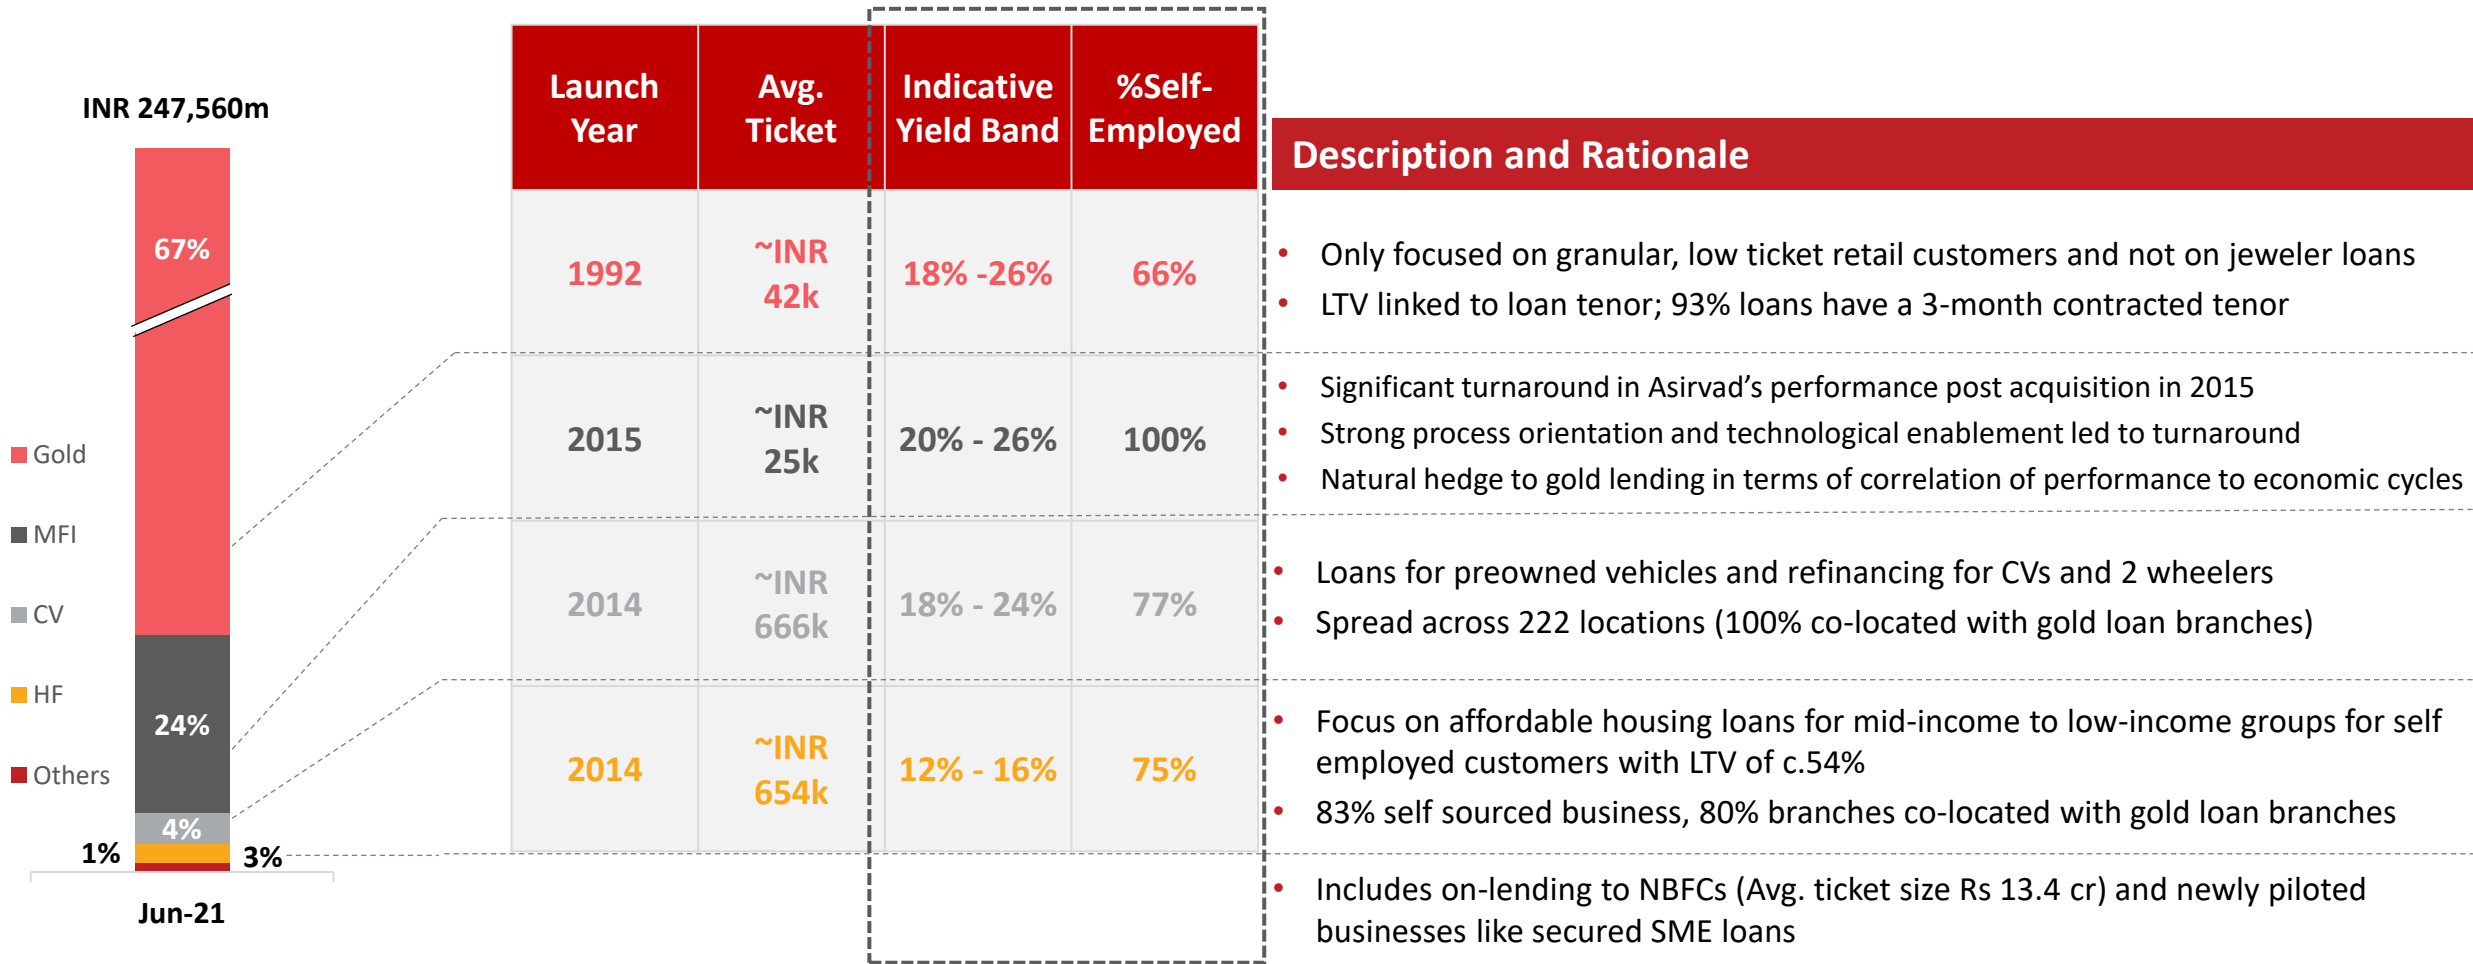 INR 247,560m
67%
24%
4%
1%
3%
Jun-21
Gold
MFI
CV
HF
Others
Launch
Year
Avg.
Ticket
Indicative
Yield Band
%Self-
Employed
1992
~INR
42k
18% -26%
66%
2015
~INR
25k
20% - 26%
100%
2014
~INR
666k
18% - 24%
77%
2014
~INR
654k
12% - 16%
75%
Description and Rationale
• Only focused on granular, low ticket retail customers and not on jeweler loans
• LTV linked to loan tenor; 93% loans have a 3-month contracted tenor
• Significant turnaround in Asirvad’s performance post acquisition in 2015
• Strong process orientation and technological enablement led to turnaround
• Natural hedge to gold lending in terms of correlation of performance to economic cycles
• Loans for preowned vehicles and refinancing for CVs and 2 wheelers
• Spread across 222 locations (100% co-located with gold loan branches)
• Focus on affordable housing loans for mid-income to low-income groups for self
employed customers with LTV of c.54%
• 83% self sourced business, 80% branches co-located with gold loan branches
• Includes on-lending to NBFCs (Avg. ticket size Rs 13.4 cr) and newly piloted
businesses like secured SME loans